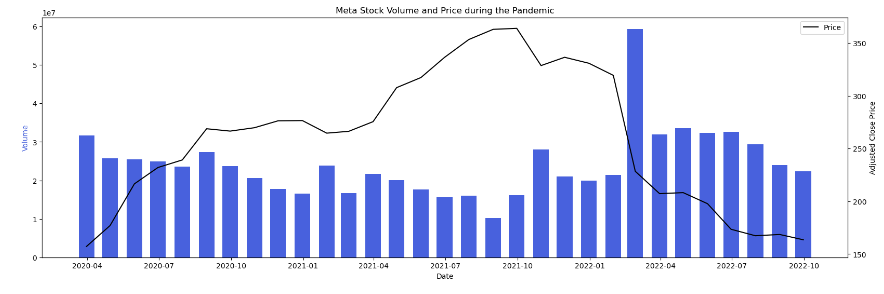 Meta Stock Volume and Price during the Pandemic
1e7
Price
6
5
4
3
2
1
0
Volume
350
300
250
200
150
Adjusted Close Price
2020-04 2020-07 2020-10 2021-01 2021-04 2021-07 2021-10 2022-01 2022-04 2022-07 2022-10
Date